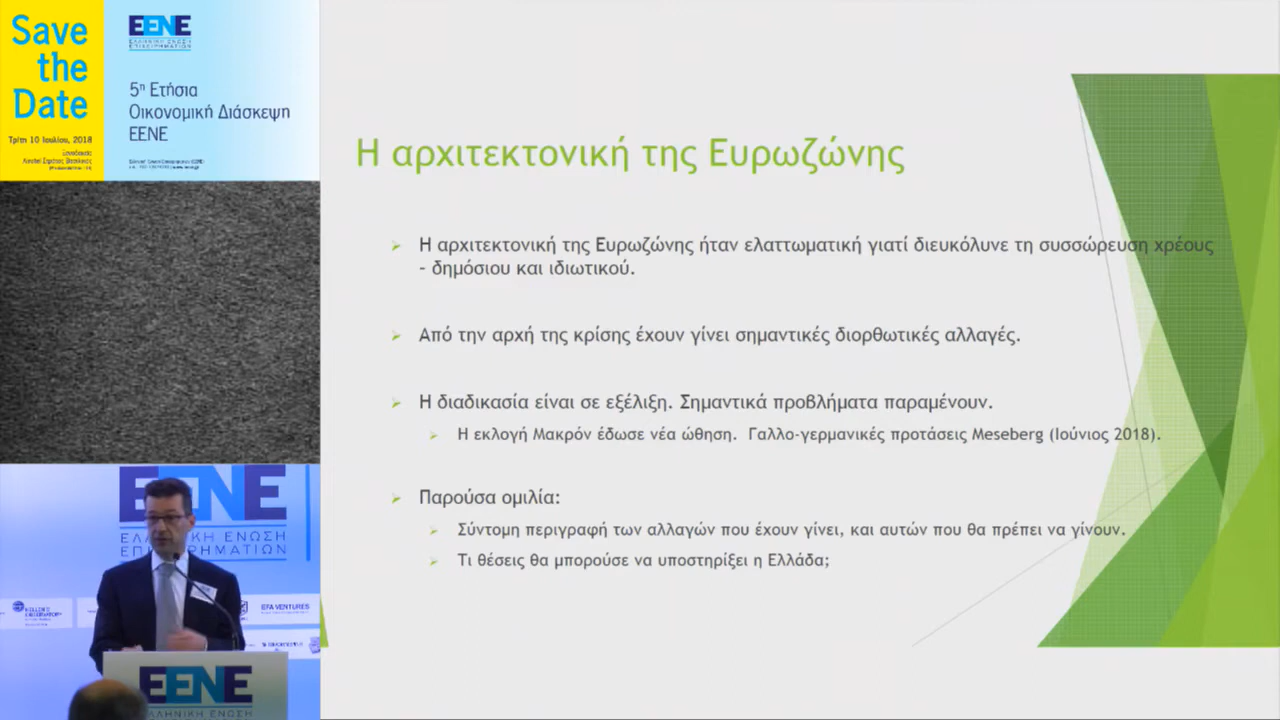 Save
the
Date
Τρίτη 10 Ιουλίου, 2018
ΕΕΝΕ
ΕΛΛΗΝΙΚΗ ΕΝΩΣΗ
ΕΠΙΧΕΙΡΗΜΑΤΙΩΝ
5η Ετήσια
Οικονομική Διάσκεψη
ΕΕΝΕ
Η αρχιτεκτονική της Ευρωζώνης
Η αρχιτεκτονική της Ευρωζώνης ήταν ελαττωματική γιατί διευκόλυνε τη συσσώρευση χρέους
– δημόσιου και ιδιωτικού.
Από την αρχή της κρίσης έχουν γίνει σημαντικές διορθωτικές αλλαγές.
Η διαδικασία είναι σε εξέλιξη. Σημαντικά προβλήματα παραμένουν.
Η εκλογή Μακρόν έδωσε νέα ώθηση. Γαλλο-γερμανικές προτάσεις Meseberg (Ιούνιος 2018).
Παρούσα ομιλία:
Σύντομη περιγραφή των αλλαγών που έχουν γίνει, και αυτών που θα πρέπει να γίνουν.
Τι θέσεις θα μπορούσε να υποστηρίξει η Ελλάδα;
ΕΕΝΕ
ΕΛΛΗΝΙΚΗ ΕΝΩΣΗ
ΕΠΙΧΕΙΡΗΜΑΤΙΩΝ
EFA VENTURES
ΕΕΝΕ
ΕΛΛΗΝΙΚΗ ΕΝΩΣΗ